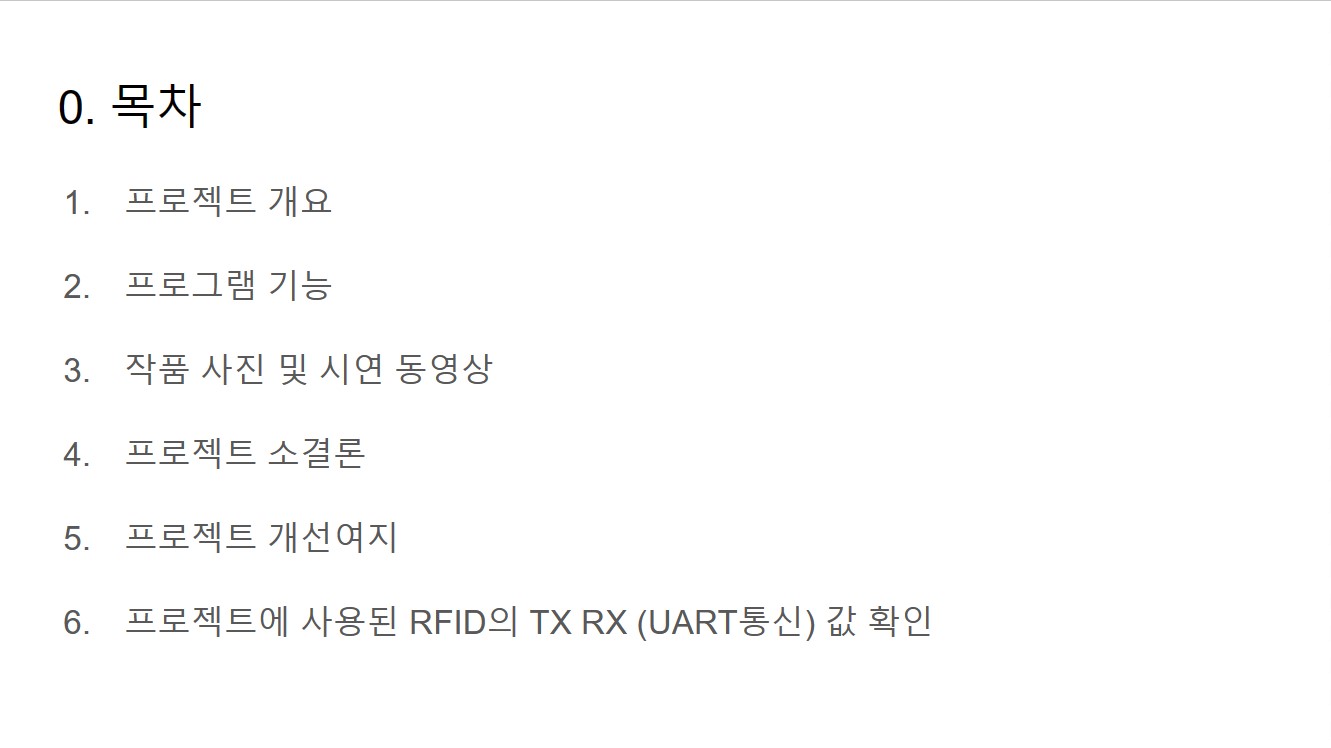 0. 목차
1. 프로젝트 개요
2. 프로그램 기능
3. 작품 사진 및 시연 동영상
4. 프로젝트 소결론
5. 프로젝트 개선여지
6. 프로젝트에 사용된 RFID의 TX RX (UART통신) 값 확인